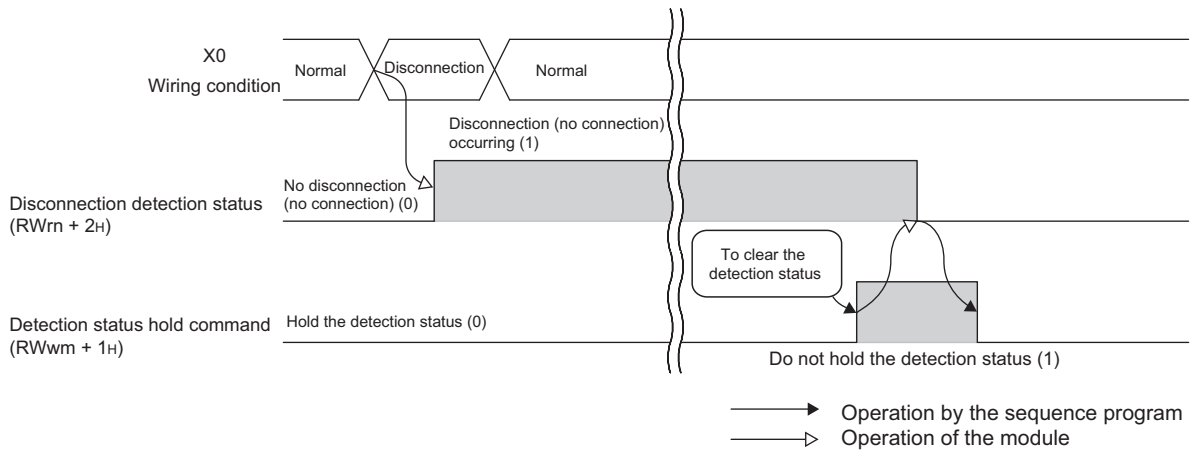 X0
Wiring condition
Normal
Disconnection
Normal
Disconnection (no connection)
occurring (1)
No disconnection
(no connection) (0)
Disconnection detection status
(RWrn + 2H)
To clear the
detection status
Detection status hold command
(RWwm + 1H)
Hold the detection status (0)
Do not hold the detection status (1)
Operation by the sequence program
Operation of the module